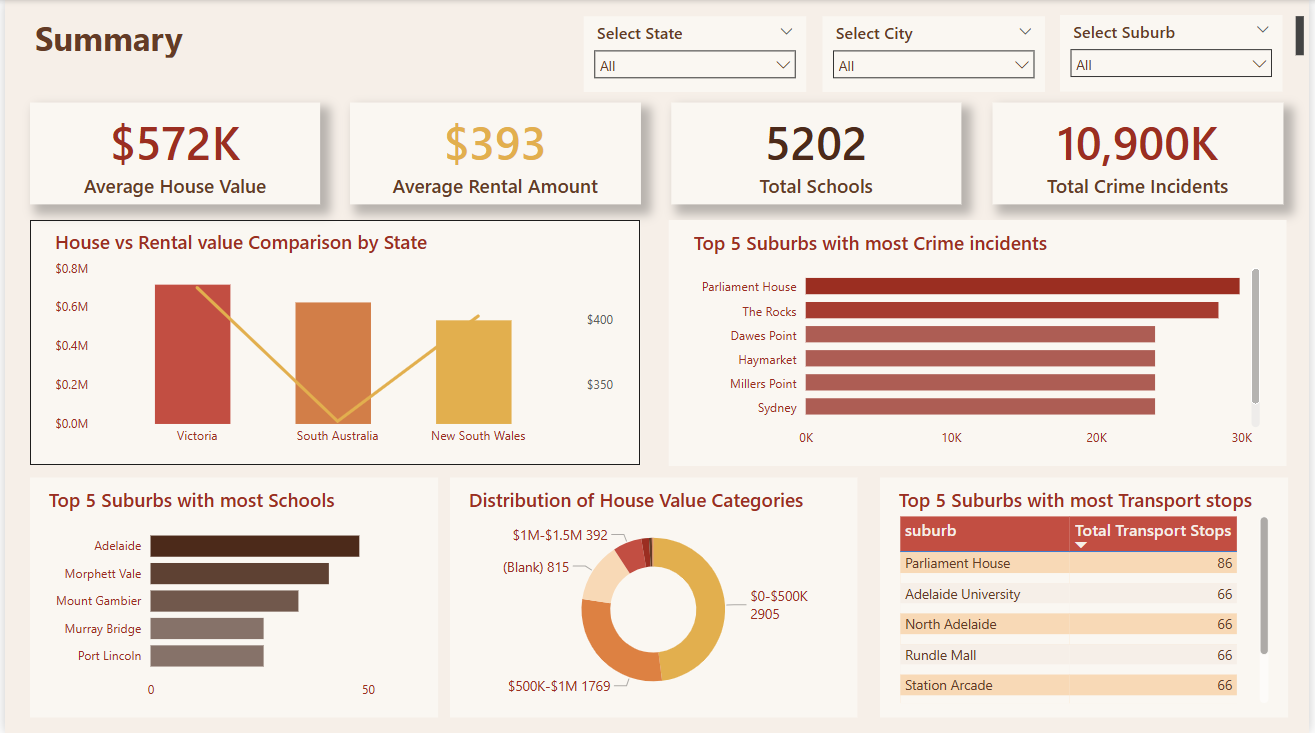 Summary
Select State
All
Select City
All
Select Suburb
All
$572K
Average House Value
$393
Average Rental Amount
5202
Total Schools
10,900K
Total Crime Incidents
House vs Rental value Comparison by State
$0.8M
$0.6M
$0.4M
$0.2M
$0.0M
$400
$350
Victoria
South Australia
New South Wales
Top 5 Suburbs with most Crime incidents
Parliament House
The Rocks
Dawes Point
Haymarket
Millers Point
Sydney
0K
10K
20K
30K
Top 5 Suburbs with most Schools
Adelaide
Morphett Vale
Mount Gambier
Murray Bridge
Port Lincoln
0
50
Distribution of House Value Categories
$1M-$1.5M 392
(Blank) 815
$0-$500K
2905
$500K-$1M 1769
Top 5 Suburbs with most Transport stops
suburb Total Transport Stops
Parliament House 86
Adelaide University 66
North Adelaide 66
Rundle Mall 66
Station Arcade 66